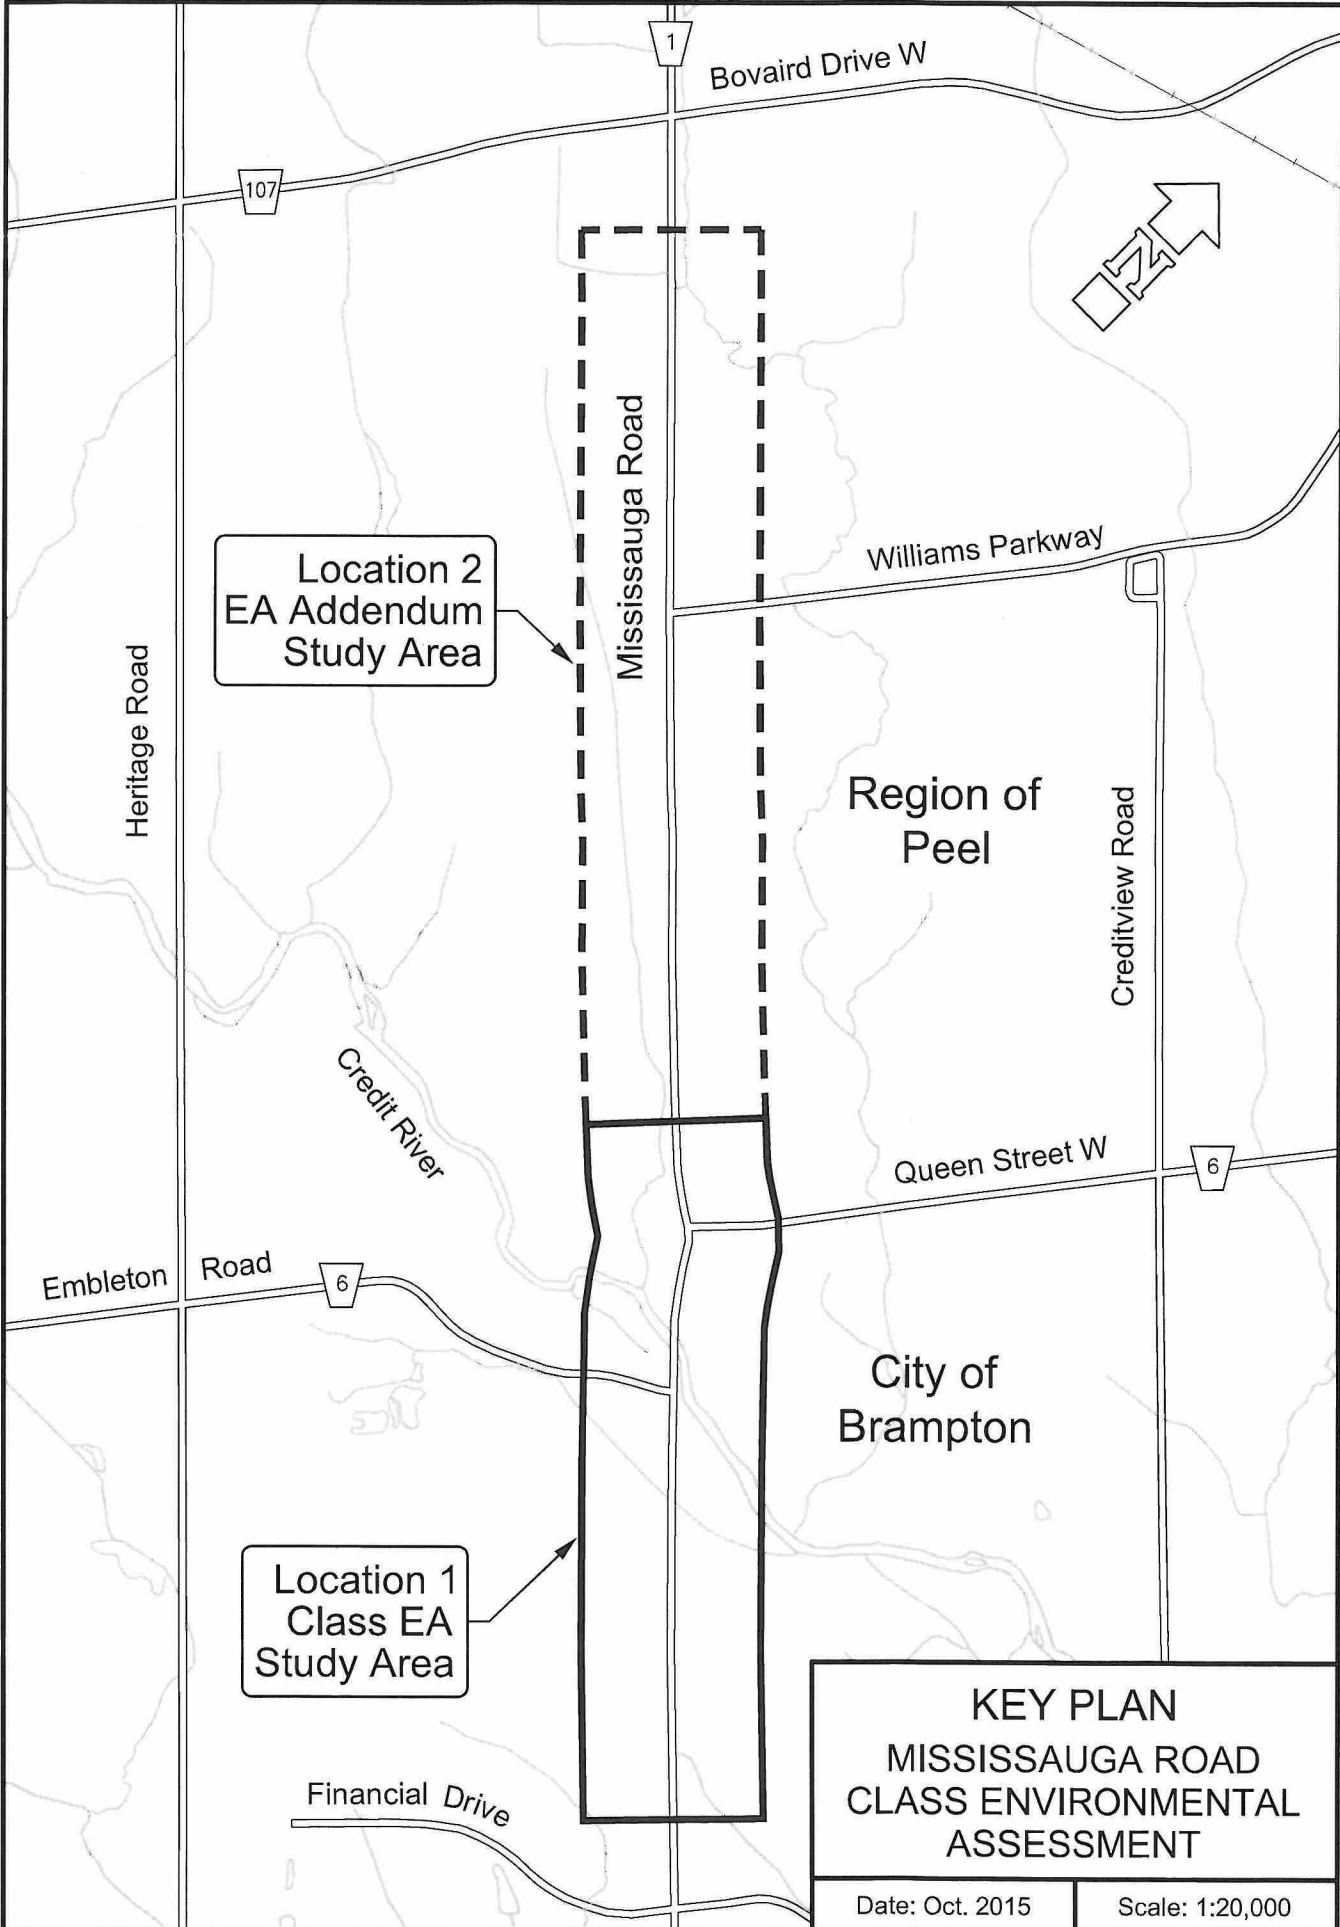 1
Bovaird Drive W
107
N
Mississauga Road
Williams Parkway
Location 2
EA Addendum
Study Area
Heritage Road
Region of
Peel
Creditview Road
Credit River
Queen Street W
6
Embleton Road
6
City of
Brampton
Location 1
Class EA
Study Area
Financial Drive
KEY PLAN
MISSISSAUGA ROAD
CLASS ENVIRONMENTAL
ASSESSMENT
Date: Oct. 2015
Scale: 1:20,000